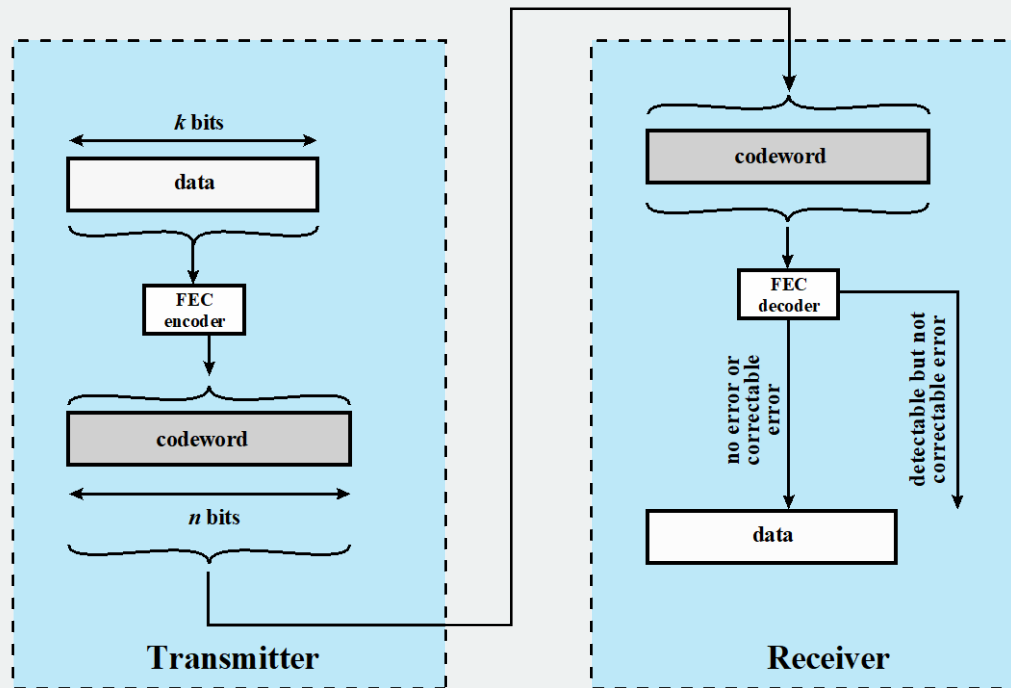 k bits
data
FEC
encoder
codeword
n bits
Transmitter
codeword
FEC
decoder
no error or
correctable
error
detectable but not
correctable error
data
Receiver